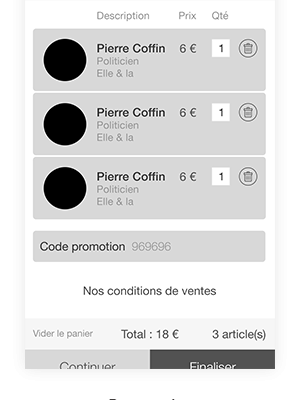 Description Prix Qté
Pierre Coffin 6 € 1
Politicien
Elle & la
Pierre Coffin 6 € 1
Politicien
Elle & la
Pierre Coffin 6 € 1
Politicien
Elle & la
Code promotion 969696
Nos conditions de ventes
Vider le panier Total : 18 € 3 article(s)
Continuer Finaliser